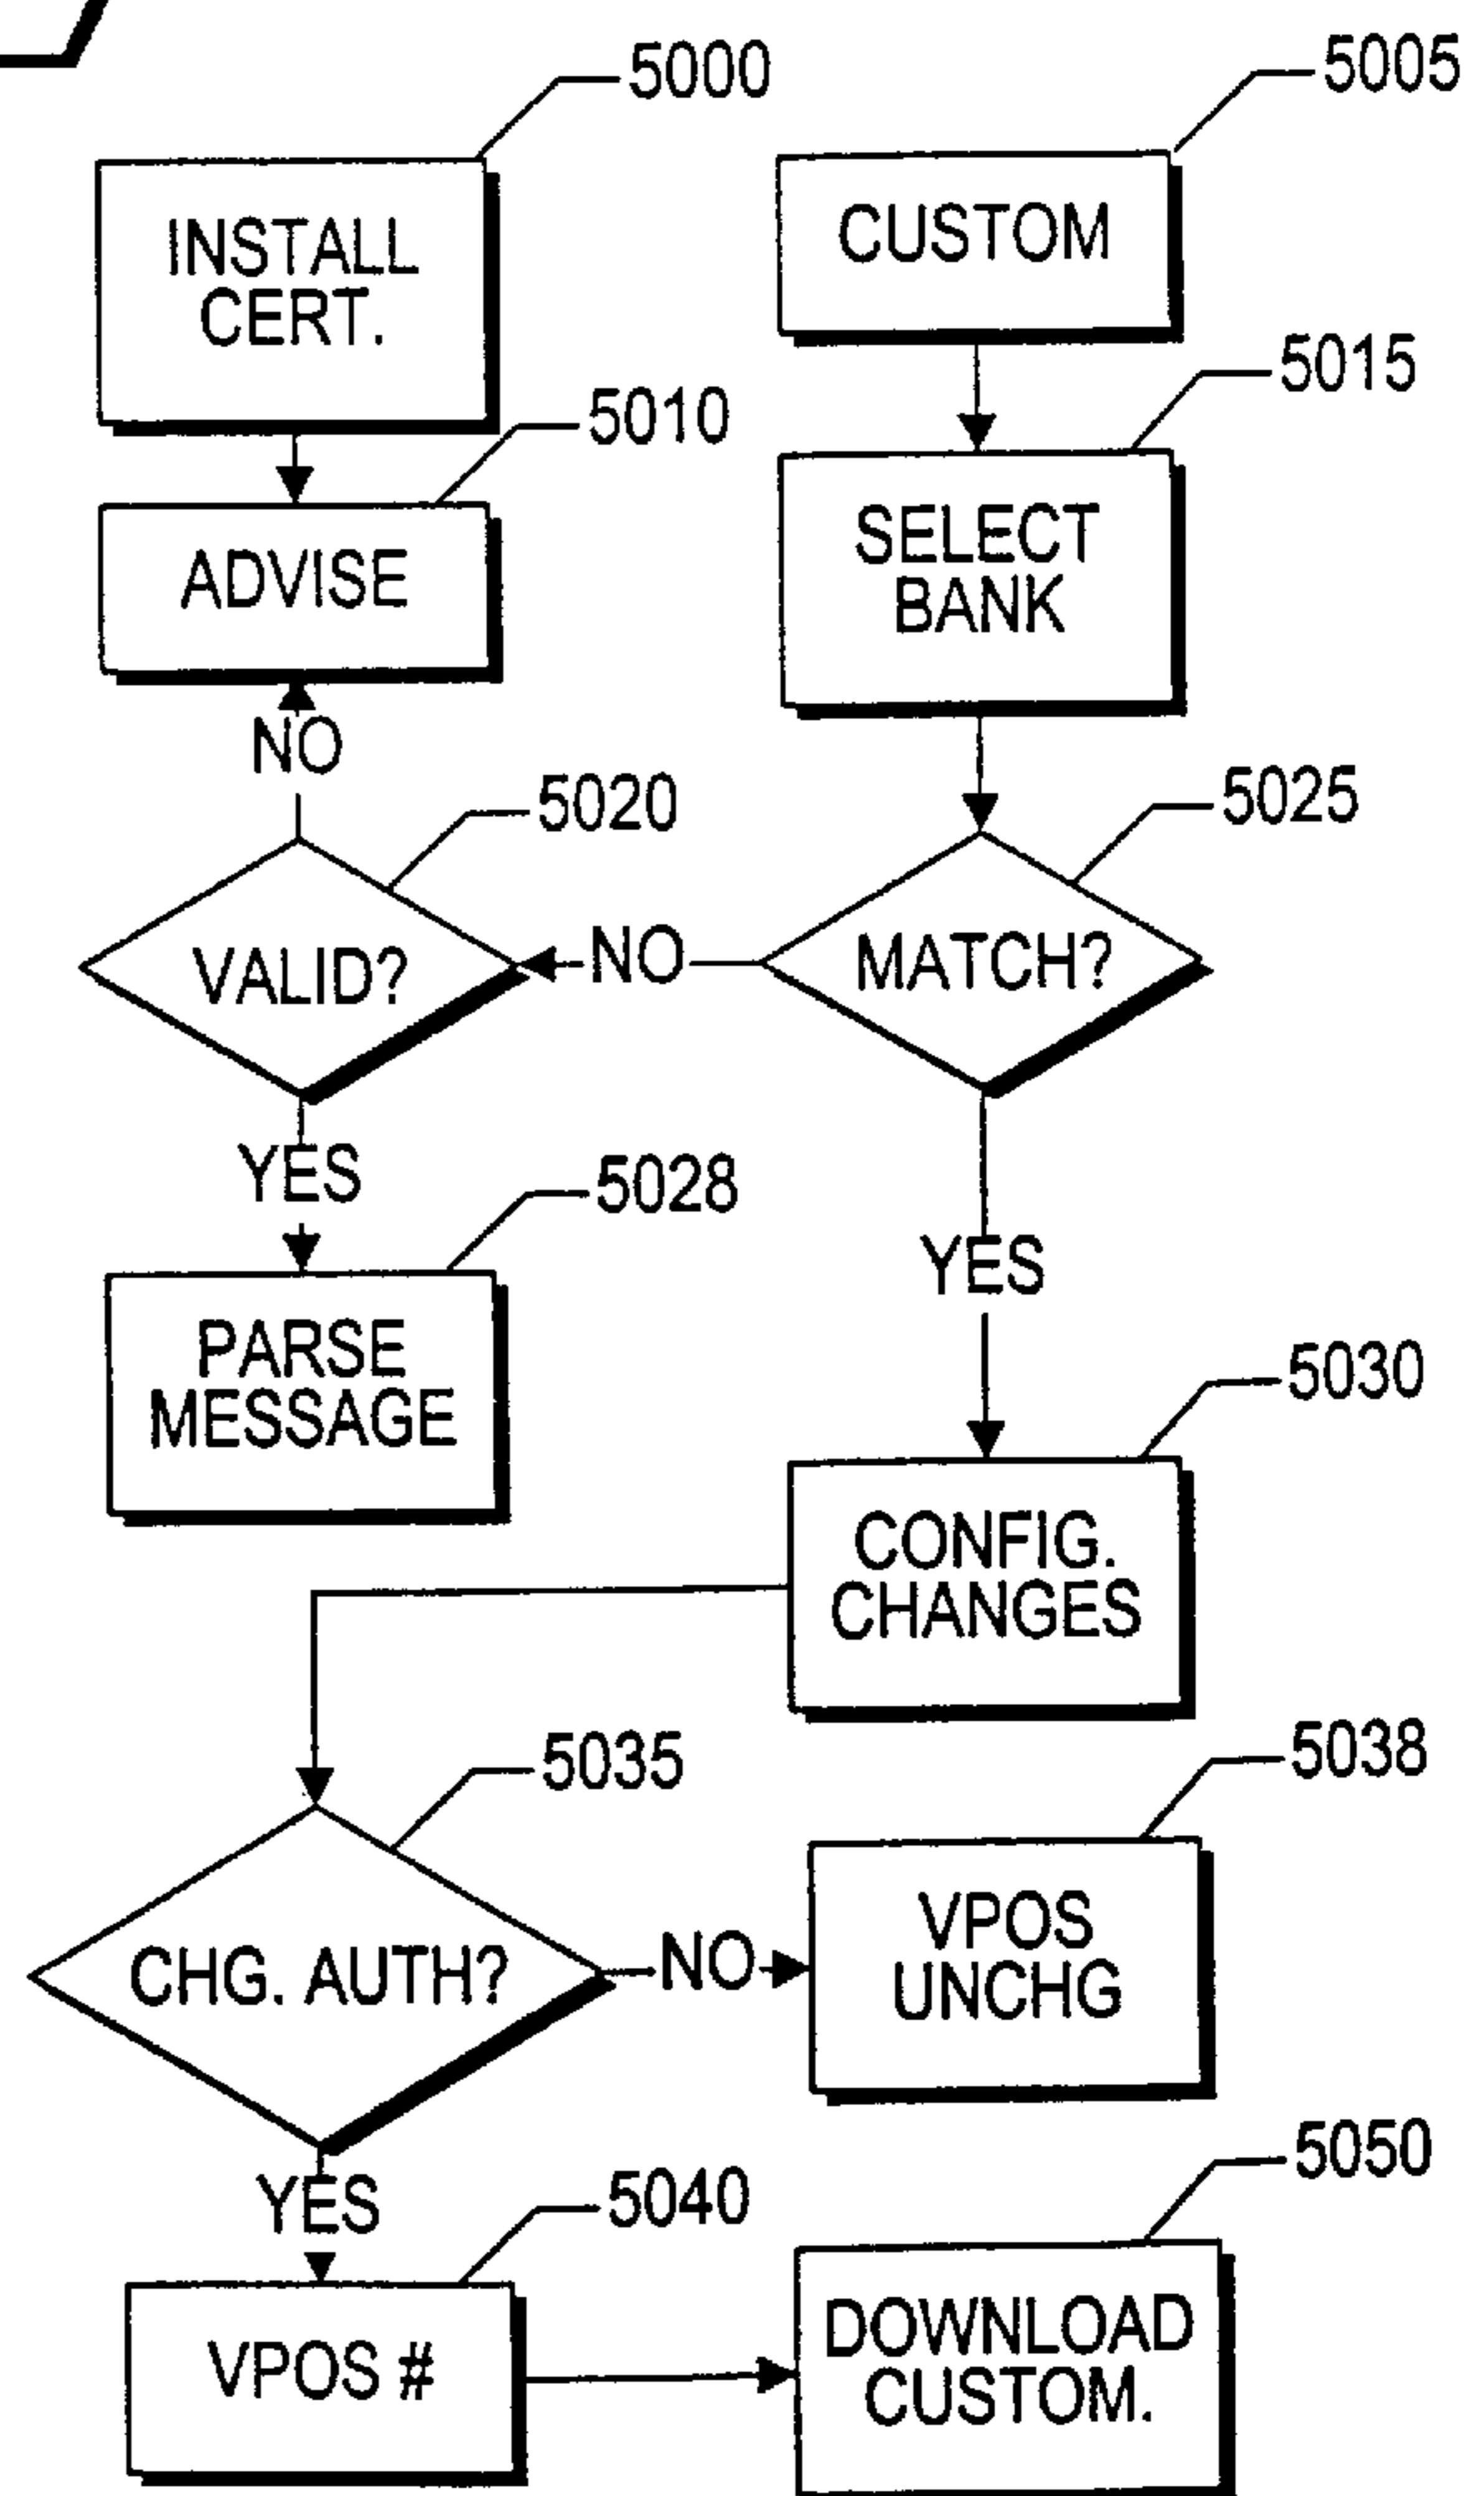 5000
5005
INSTALL
CERT.
CUSTOM
5010
5015
ADVISE
SELECT
BANK
NO
5020
5025
VALID?
NO
MATCH?
YES
5028
YES
PARSE
MESSAGE
5030
CONFIG.
CHANGES
5035
5038
CHG. AUTH?
NO
VPOS
UNCHG
YES
5040
5050
VPOS #
DOWNLOAD
CUSTOM.